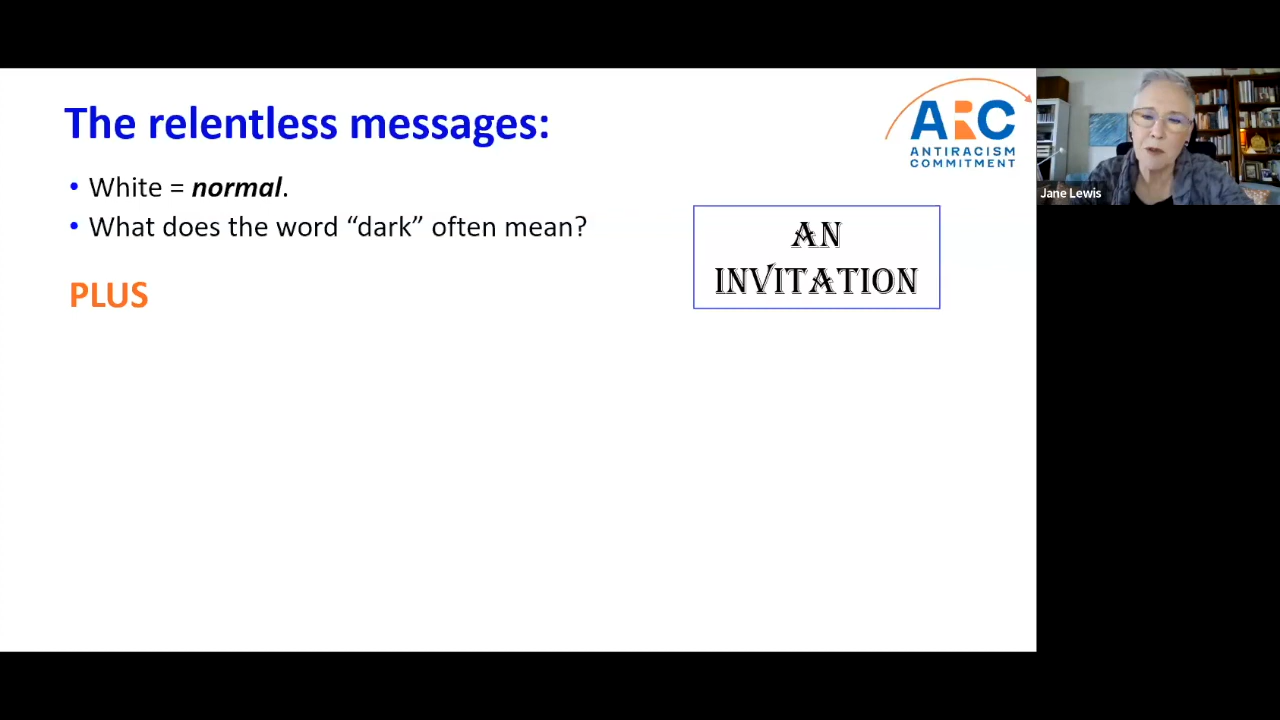 The relentless messages:
• White = normal.
• What does the word “dark” often mean?
PLUS
ARC
ANTIRACISM
COMMITMENT
AN
INVITATION
Jane Lewis